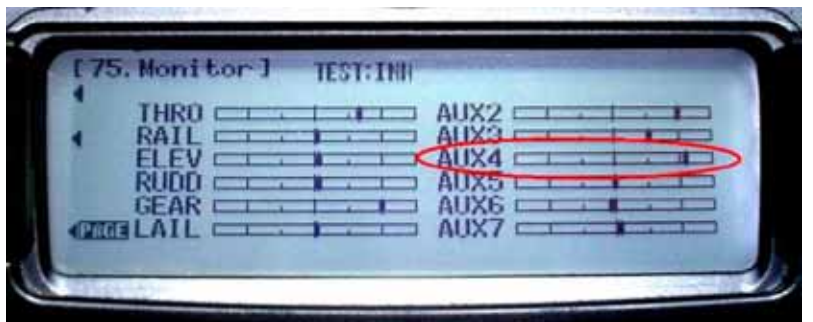 [75.Monitor] TEST:INH
THRO AUX2
RAIL AUX3
ELEV AUX4
RUDD AUX5
GEAR AUX6
PAGE LAIL AUX7